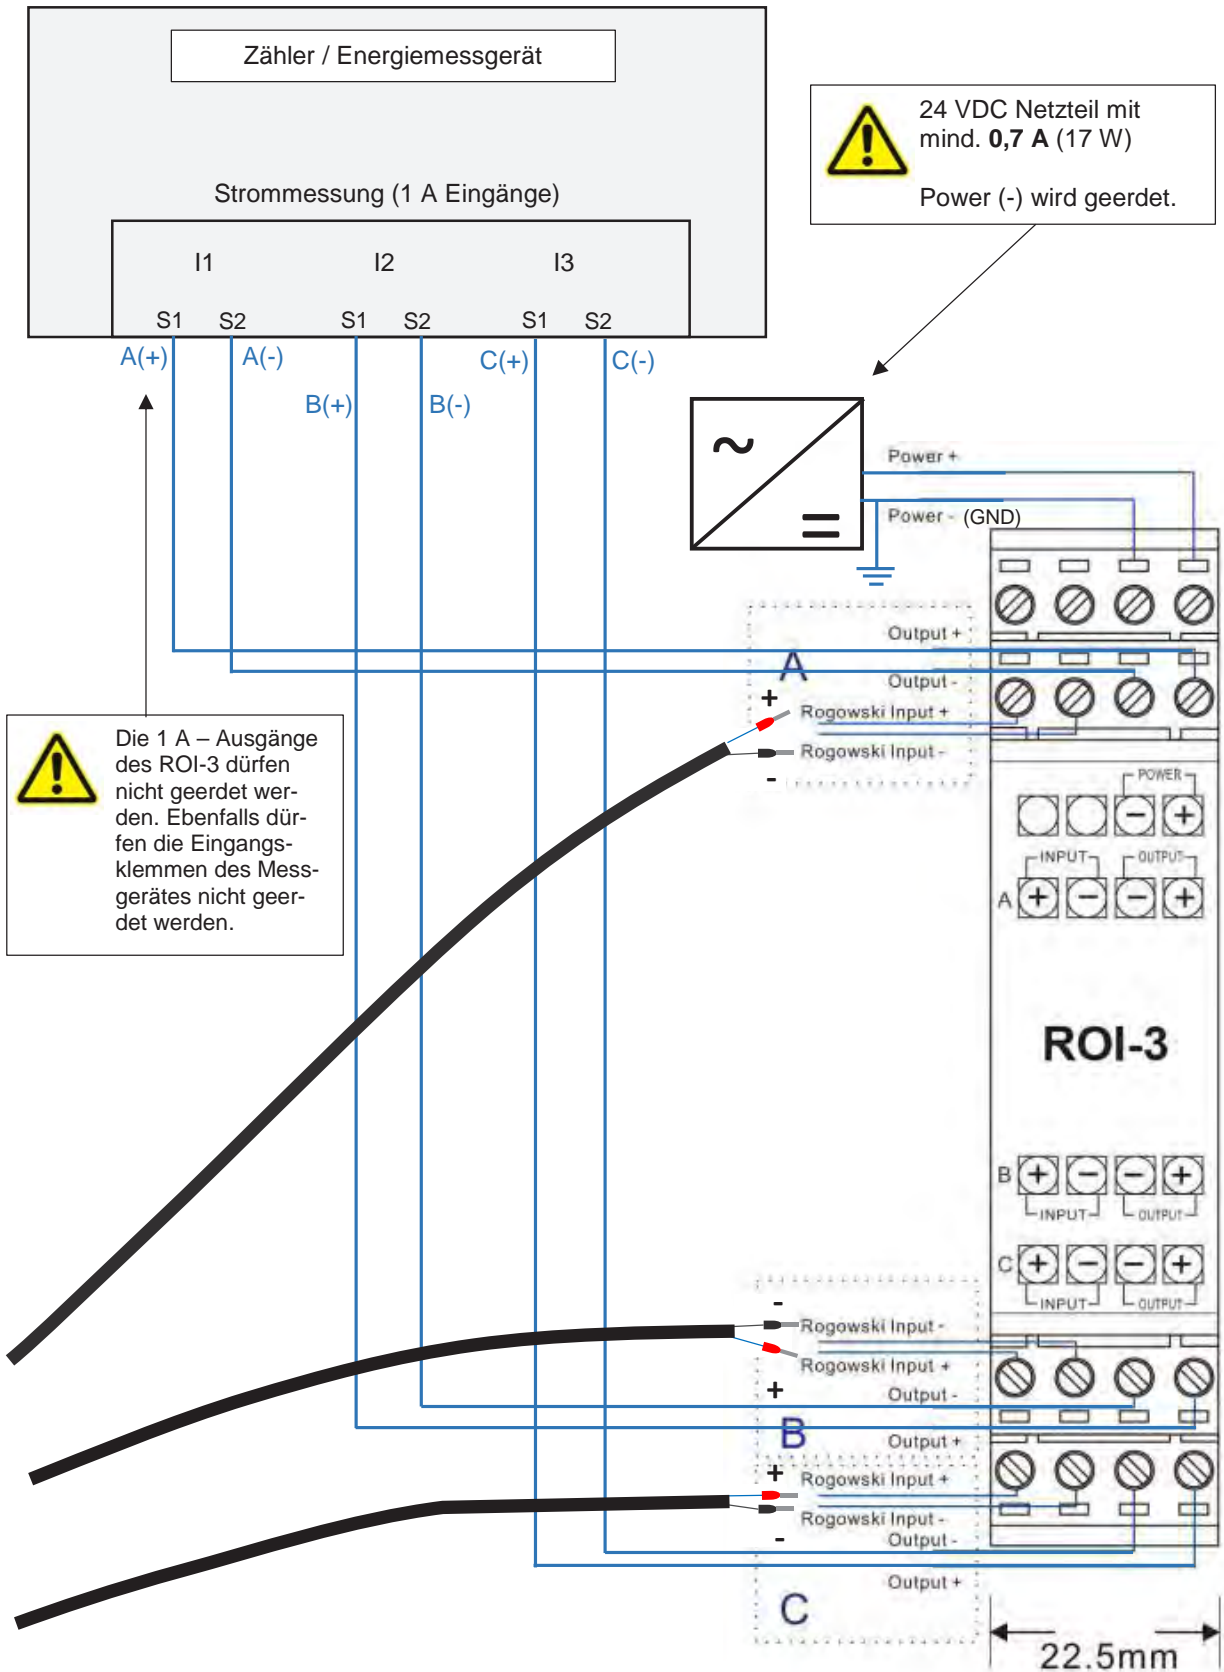 Zähler / Energiemessgerät
Strommessung (1 A Eingänge)
I1 I2 I3
S1 S2 S1 S2 S1 S2
A(+) A(-) C(+) C(-)
B(+) B(-)
24 VDC Netzteil mit
mind. 0,7 A (17 W)
Power (-) wird geerdet.
~
=
Power +
Power - (GND)
Die 1 A – Ausgänge
des ROI-3 dürfen
nicht geerdet wer-
den. Ebenfalls dür-
fen die Eingangs-
klemmen des Mess-
gerätes nicht geer-
det werden.
A
Output +
Output -
+
Rogowski Input +
Rogowski Input -
-
POWER
- +
INPUT OUTPUT
A + - - +
ROI-3
B + - - +
INPUT OUTPUT
C + - - +
INPUT OUTPUT
-
Rogowski Input -
Rogowski Input +
+
Output -
B
Output +
+
Rogowski Input +
Rogowski Input -
-
Output -
Output +
C
22.5mm